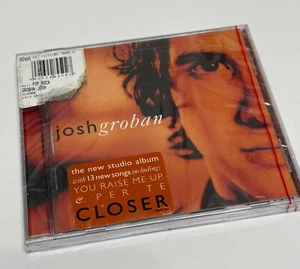 POP ROCK
GROBAN, JOSH
joshgroban
the new studio album
with 13 new songs including:
YOU RAISE ME UP
& PER TE
CLOSER